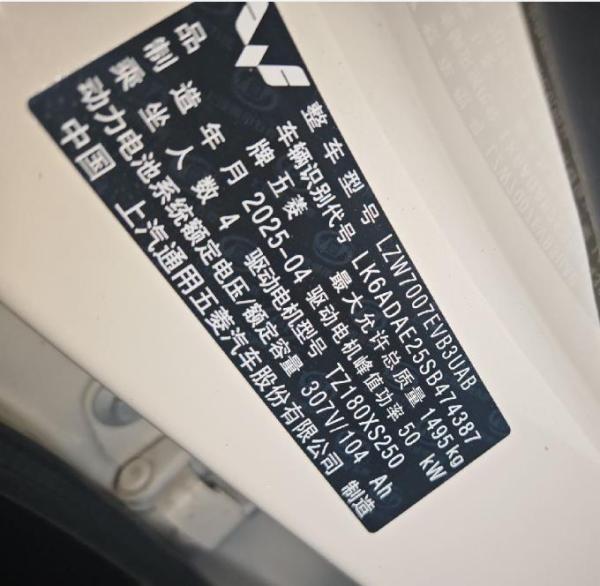 整车型号 LZW7007EVB3UAB
车辆识别代号 LK6ADAE25SB474387
品牌 五菱 最大允许总质量 1495kg
制造年月 2025-04 驱动电机峰值功率 50 kW
乘坐人数 4 驱动电机型号 TZ180XS250
动力电池系统额定电压/额定容量 307V/104 Ah
中国 上汽通用五菱汽车股份有限公司 制造